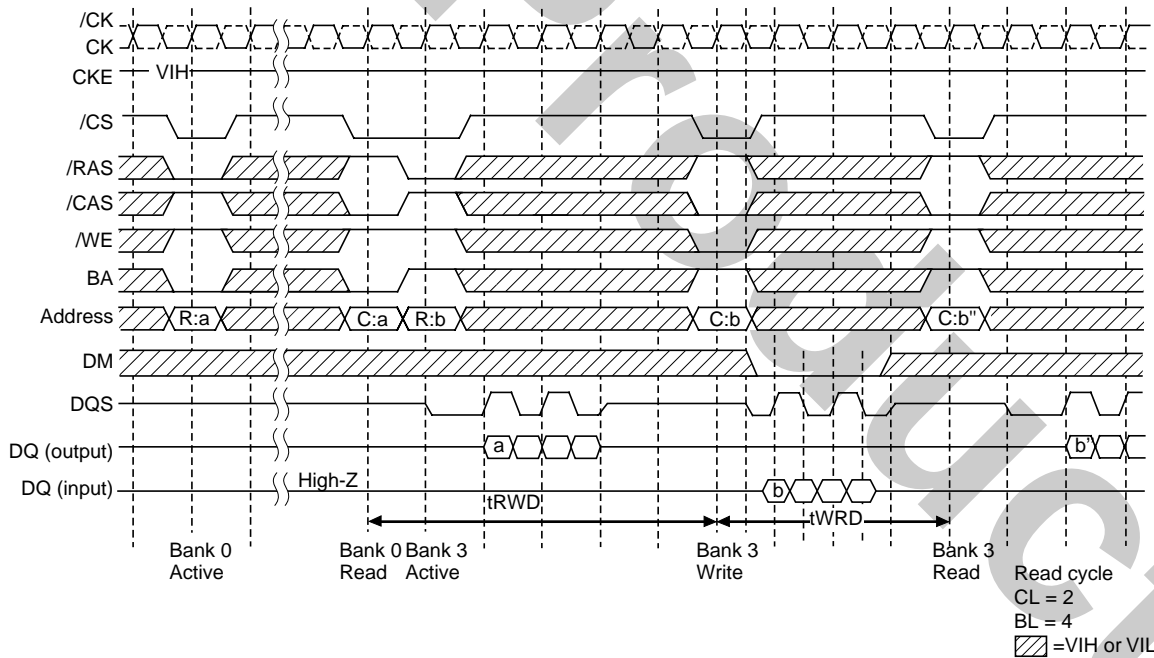 /CK
CK
CKE
VIH
/CS
/RAS
/CAS
/WE
BA
Address R:a C:a R:b C:b C:b"
DM
DQS
DQ (output) a b'
DQ (input) High-Z b
tRWD tWRD
Bank 0 Active
Bank 0 Read
Bank 3 Active
Bank 3 Write
Bank 3 Read
Read cycle
CL = 2
BL = 4
=VIH or VIL